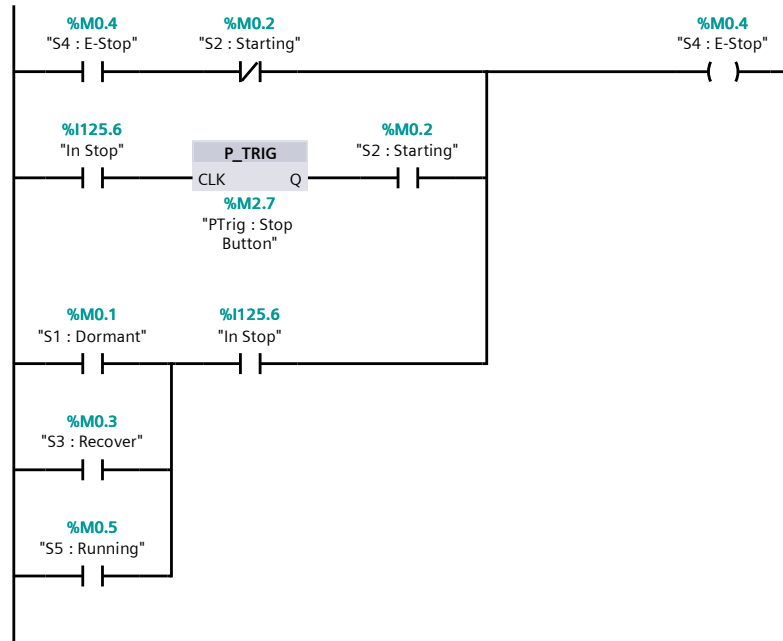 %M0.4
"S4 : E-Stop"
%M0.2
"S2 : Starting"
%M0.4
"S4 : E-Stop"
%I125.6
"In Stop"
P_TRIG
CLK
Q
%M2.7
"PTrig : Stop
Button"
%M0.2
"S2 : Starting"
%M0.1
"S1 : Dormant"
%I125.6
"In Stop"
%M0.3
"S3 : Recover"
%M0.5
"S5 : Running"